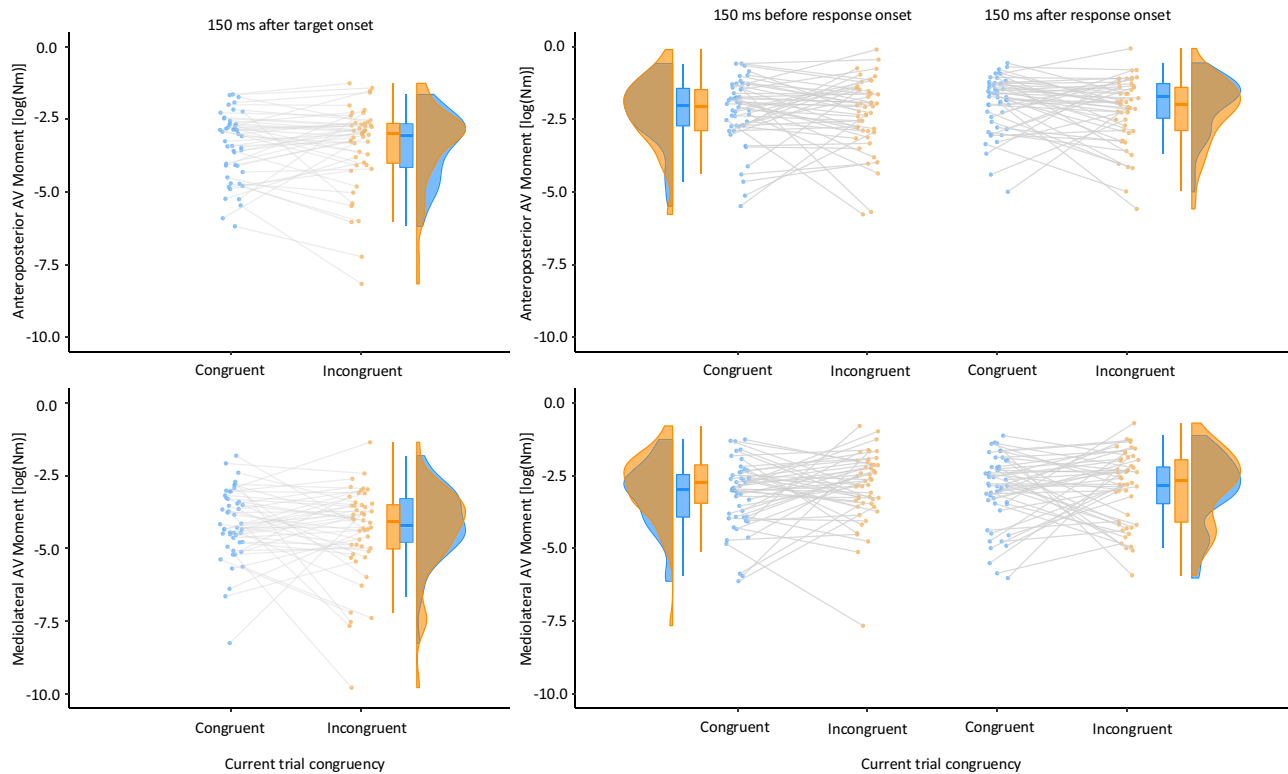 150 ms after target onset
150 ms before response onset
150 ms after response onset
Anteroposterior AV Moment [log(Nm)]
0.0
-2.5
-5.0
-7.5
-10.0
Congruent
Incongruent
Anteroposterior AV Moment [log(Nm)]
0.0
-2.5
-5.0
-7.5
-10.0
Congruent
Incongruent
Congruent
Incongruent
Mediolateral AV Moment [log(Nm)]
0.0
-2.5
-5.0
-7.5
-10.0
Congruent
Incongruent
Current trial congruency
Mediolateral AV Moment [log(Nm)]
0.0
-2.5
-5.0
-7.5
-10.0
Congruent
Incongruent
Congruent
Incongruent
Current trial congruency